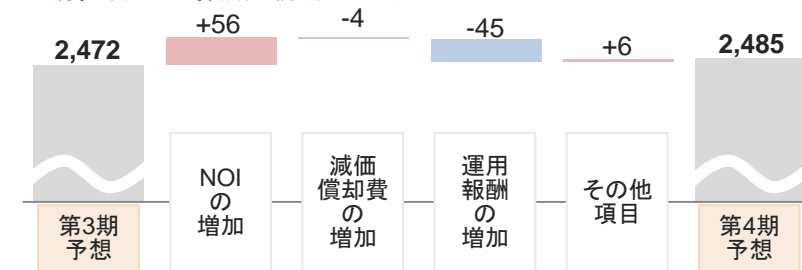 +56
-4
-45
+6
2,472
2,485
NOI
の
増加
減価
償却費
の
増加
運用
報酬
の
増加
その他
項目
第3期
予想
第4期
予想